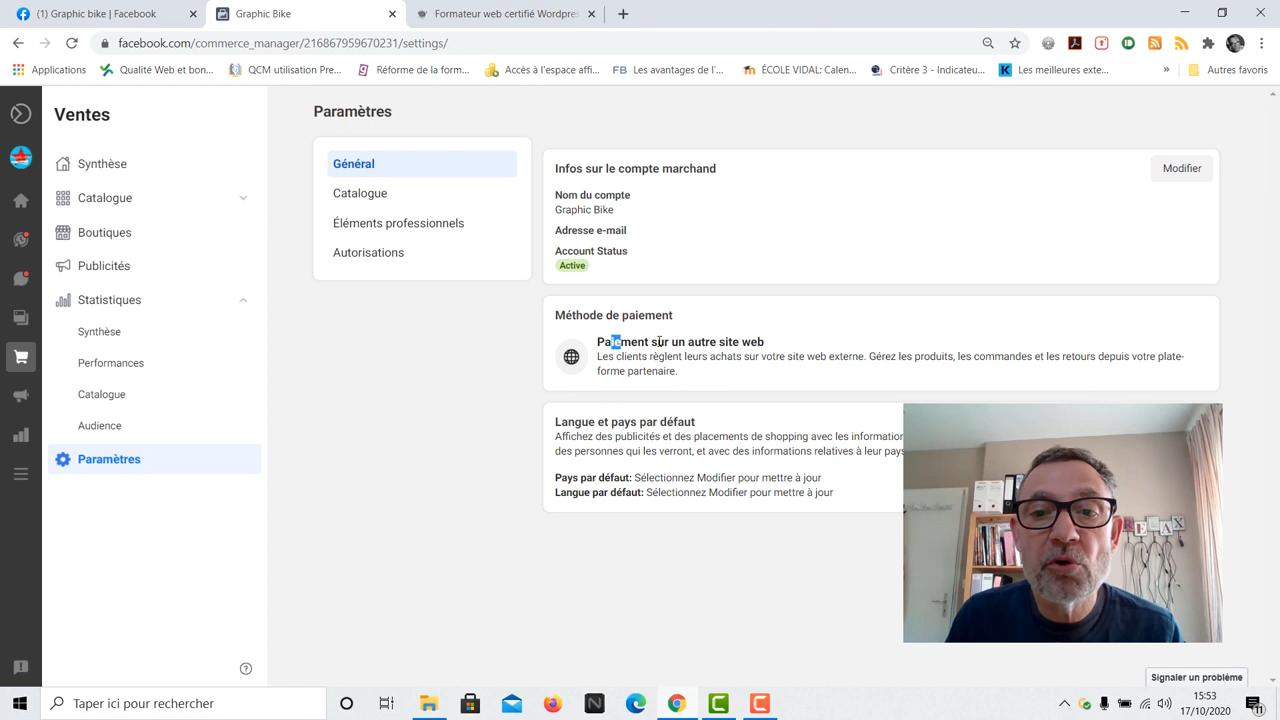 (1) Graphic bike | Facebook
Graphic Bike
Formateur web certifié Wordpres
facebook.com/commerce_manager/216867959670231/settings/
Applications
Qualité Web et bon...
QCM utilisation Pre...
Réforme de la form...
Accès à l'espace affi...
FB Les avantages de l'...
ÉCOLE VIDAL: Calen...
Critère 3 - Indicateu...
Les meilleures exte...
»
Autres favoris
Ventes
Synthèse
Catalogue
Boutiques
Publicités
Statistiques
Synthèse
Performances
Catalogue
Audience
Paramètres
Paramètres
Général
Catalogue
Éléments professionnels
Autorisations
Infos sur le compte marchand
Modifier
Nom du compte
Graphic Bike
Adresse e-mail
Account Status
Active
Méthode de paiement
Paiement sur un autre site web
Les clients règlent leurs achats sur votre site web externe. Gérez les produits, les commandes et les retours depuis votre plate-
forme partenaire.
Langue et pays par défaut
Affichez des publicités et des placements de shopping avec les information
des personnes qui les verront, et avec des informations relatives à leur pays
Pays par défaut: Sélectionnez Modifier pour mettre à jour
Langue par défaut: Sélectionnez Modifier pour mettre à jour
RELAX
Signaler un problème
Taper ici pour rechercher
15:53
17/10/2020
11